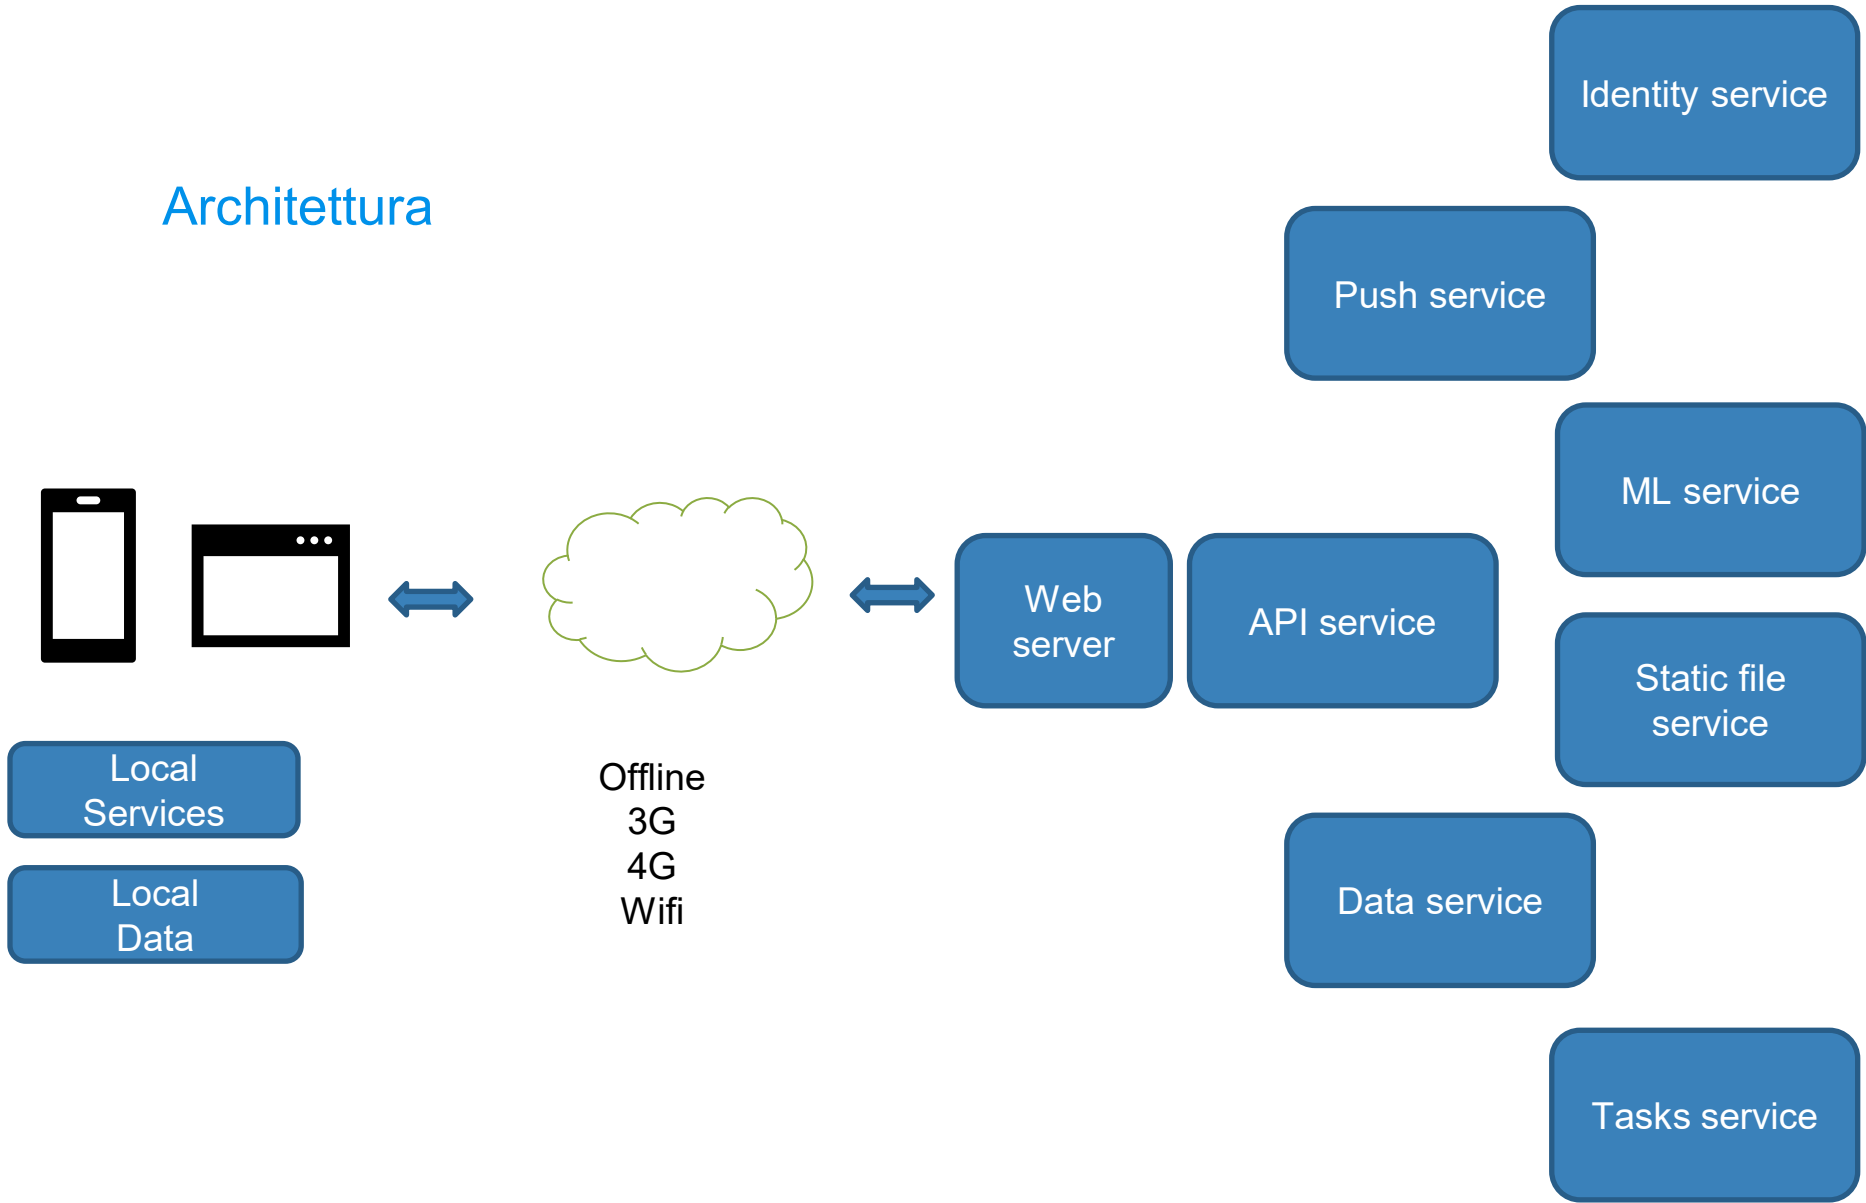 Architettura
Identity service
Push service
ML service
Web
server
API service
Static file
service
Local
Services
Local
Data
Offline
3G
4G
Wifi
Data service
Tasks service